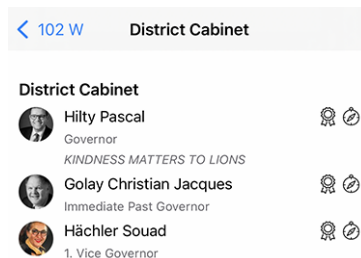 102 W District Cabinet
District Cabinet
Hilty Pascal
Governor
KINDNESS MATTERS TO LIONS
Golay Christian Jacques
Immediate Past Governor
Hächler Souad
1. Vice Governor